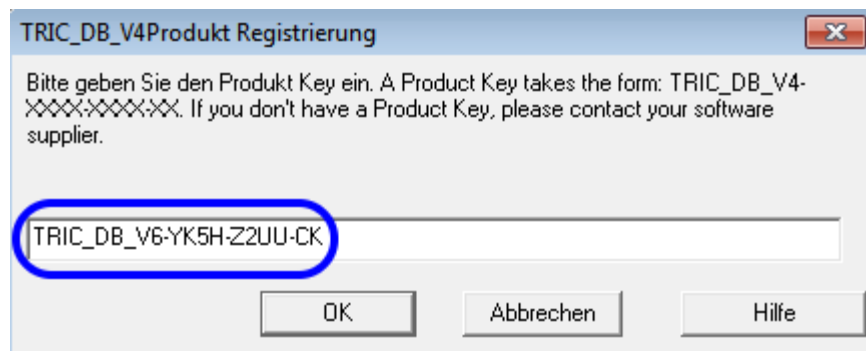 TRIC_DB_V4Produkt Registrierung
Bitte geben Sie den Produkt Key ein. A Product Key takes the form: TRIC_DB_V4-
XXXX-XXXX-XX. If you don't have a Product Key, please contact your software
supplier.
TRIC_DB_V6-YK5H-Z2UU-CK
OK Abbrechen Hilfe